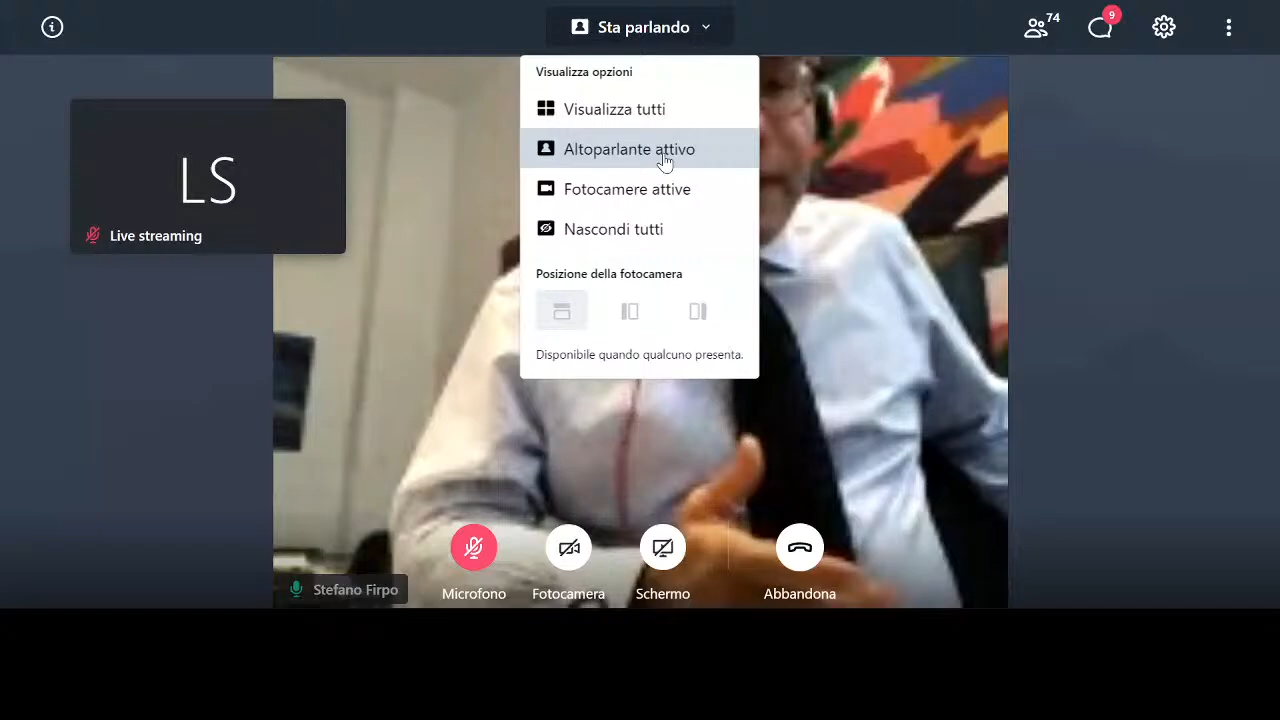 Sta parlando
74
9
Visualizza opzioni
Visualizza tutti
Altoparlante attivo
Fotocamere attive
Nascondi tutti
Posizione della fotocamera
Disponibile quando qualcuno presenta.
LS
Live streaming
Stefano Firpo
Microfono
Fotocamera
Schermo
Abbandona